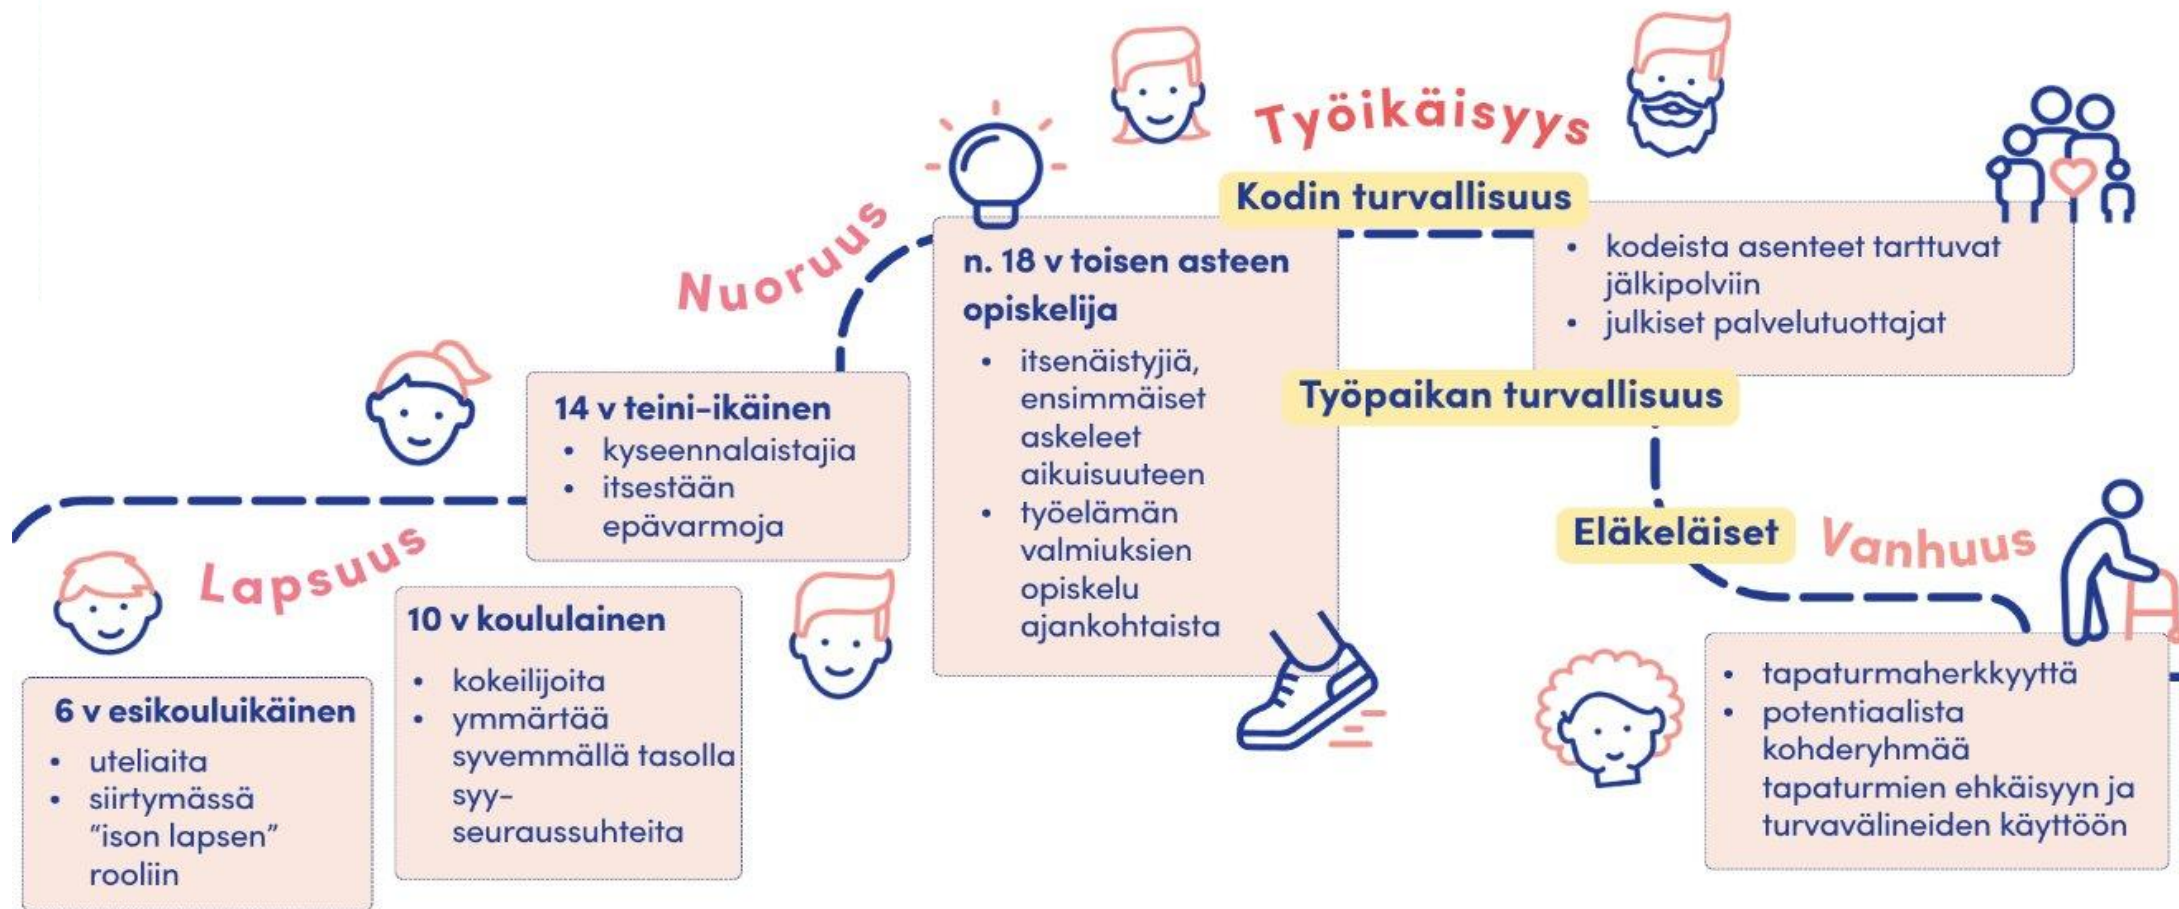 Lapsuus
6 v esikouluikäinen
• uteliaita
• siirtymässä
"ison lapsen"
rooliin
10 v koululainen
• kokeilijoita
• ymmärtää
syvemmällä tasolla
syy-
seuraussuhteita
Nuoruus
14 v teini-ikäinen
• kyseennalaistajia
• itsestään
epävarmoja
n. 18 v toisen asteen
opiskelija
• itsenäistyjiä,
ensimmäiset
askeleet
aikuisuuteen
• työelämän
valmiuksien
opiskelu
ajankohtaista
Työikäisyys
Kodin turvallisuus
• kodeista asenteet tarttuvat
jälkipolviin
• julkiset palvelutuottajat
Työpaikan turvallisuus
Eläkeläiset
Vanhuus
• tapaturmaherkkyyttä
• potentiaalista
kohderyhmää
tapaturmien ehkäisyyn ja
turvavälineiden käyttöön